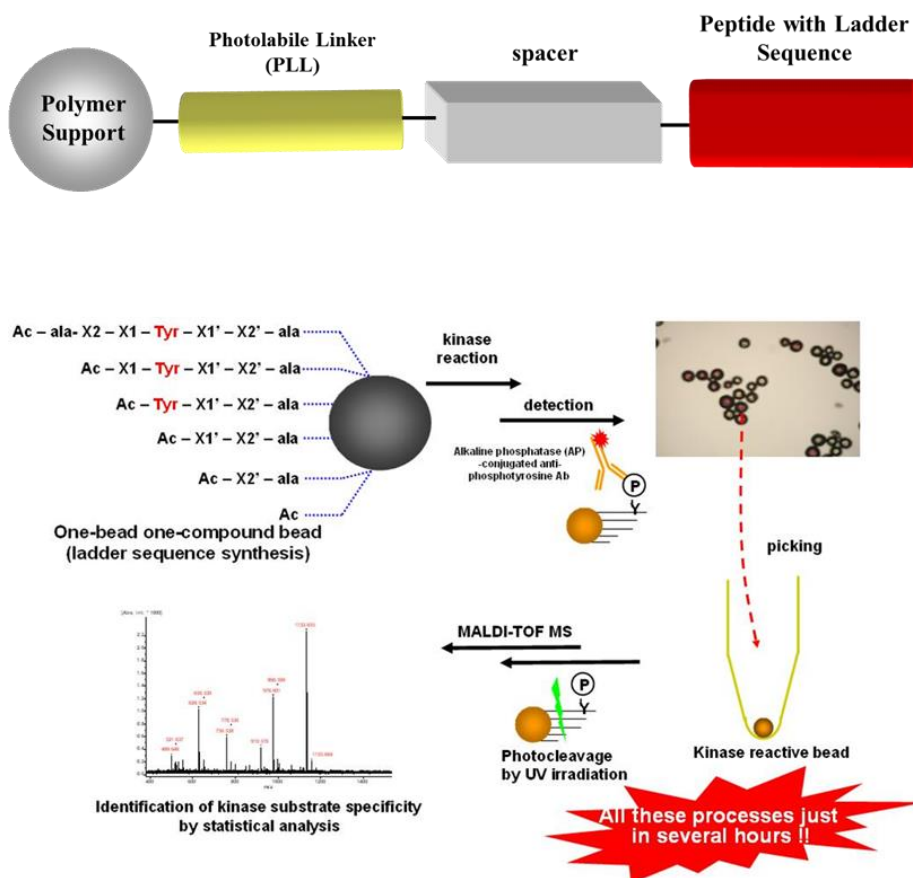 Photolabile Linker
(PLL)
spacer
Peptide with Ladder
Sequence
Polymer
Support
Ac – ala- X2 – X1 – Tyr – X1' – X2' – ala
Ac – X1 – Tyr – X1' – X2' – ala
Ac – Tyr – X1' – X2' – ala
Ac – X1' – X2' – ala
Ac – X2' – ala
Ac
One-bead one-compound bead
(ladder sequence synthesis)
kinase
reaction
detection
Alkaline phosphatase (AP)
-conjugated anti-
phosphotyrosine Ab
P
Y
picking
Kinase reactive bead
MALDI-TOF MS
P
Y
Photocleavage
by UV irradiation
Identification of kinase substrate specificity
by statistical analysis
All these processes just
in several hours !!